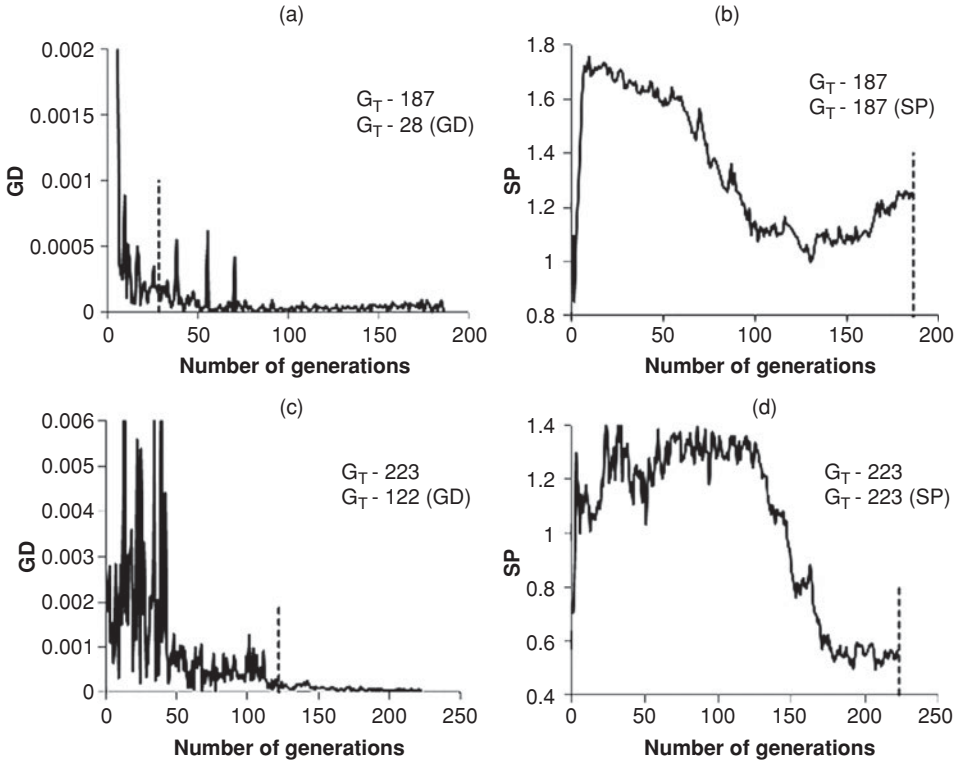 (a)
0.002
0.0015
0.001
0.0005
0
GD
G_T - 187
G_T - 28 (GD)
0 50 100 150 200
Number of generations
(b)
1.8
1.6
1.4
1.2
1
0.8
SP
G_T - 187
G_T - 187 (SP)
0 50 100 150 200
Number of generations
(c)
0.006
0.005
0.004
0.003
0.002
0.001
0
GD
G_T - 223
G_T - 122 (GD)
0 50 100 150 200 250
Number of generations
(d)
1.4
1.2
1
0.8
0.6
0.4
SP
G_T - 223
G_T - 223 (SP)
0 50 100 150 200 250
Number of generations